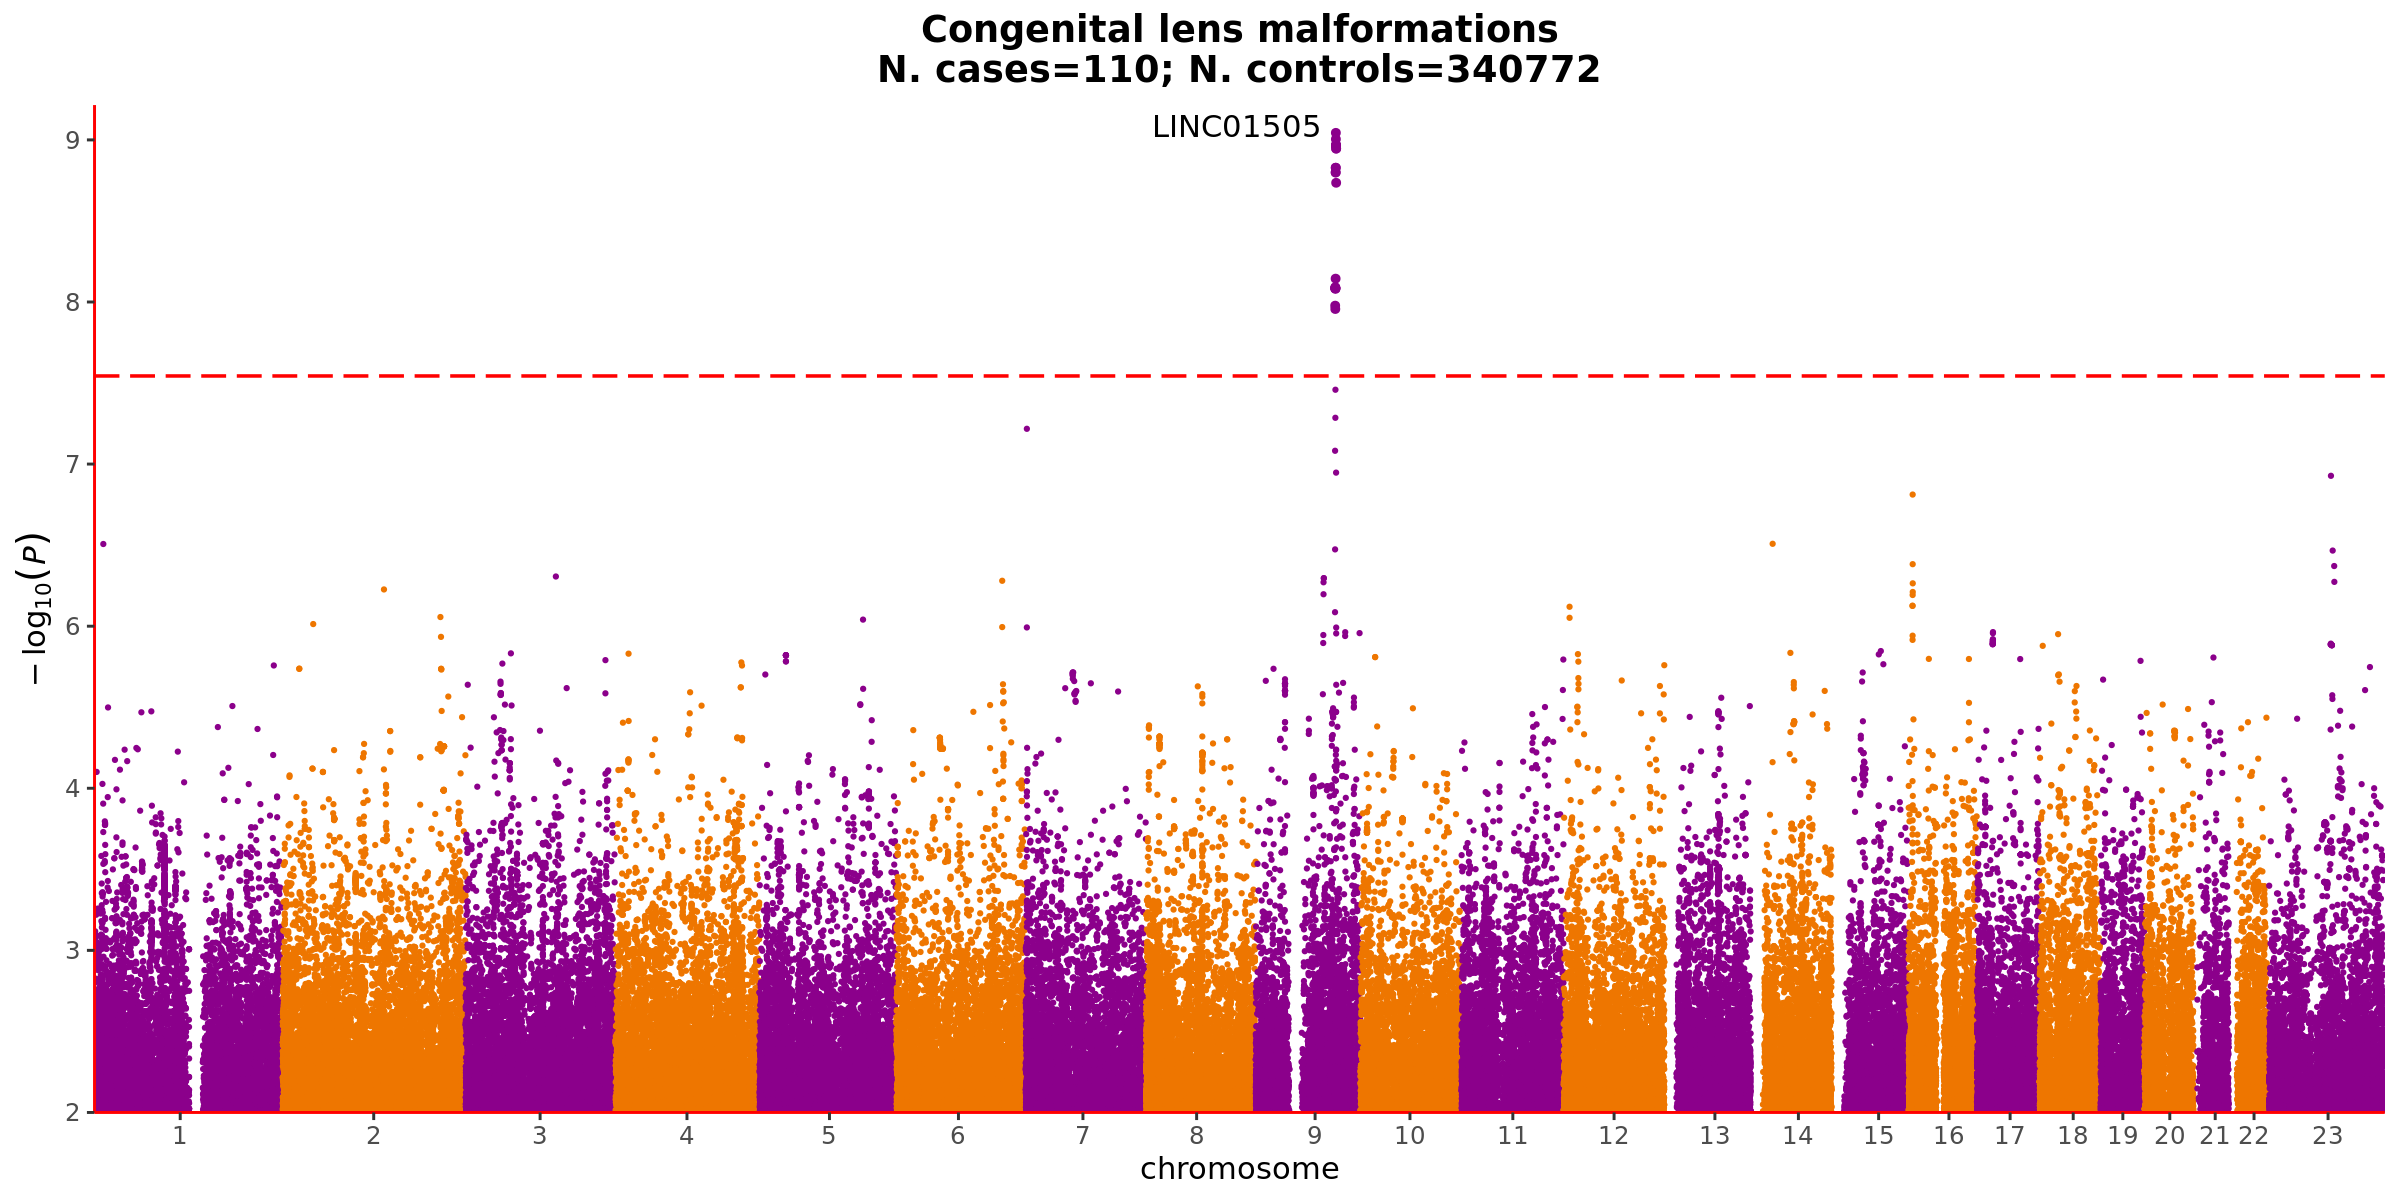 Congenital lens malformations
N. cases=110; N. controls=340772
LINC01505
9
8
7
6
5
4
3
2
− log10(P)
1 2 3 4 5 6 7 8 9 10 11 12 13 14 15 16 17 18 19 20 21 22 23
chromosome